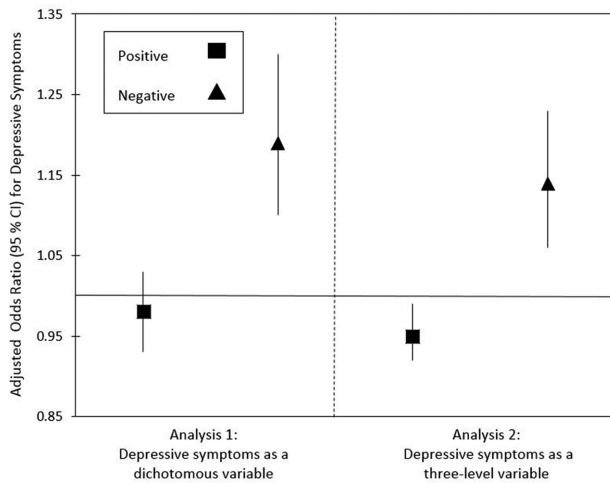 Adjusted Odds Ratio (95 % CI) for Depressive Symptoms
1.35
1.25
1.15
1.05
0.95
0.85
Positive
Negative
Analysis 1:
Depressive symptoms as a
dichotomous variable
Analysis 2:
Depressive symptoms as a
three-level variable